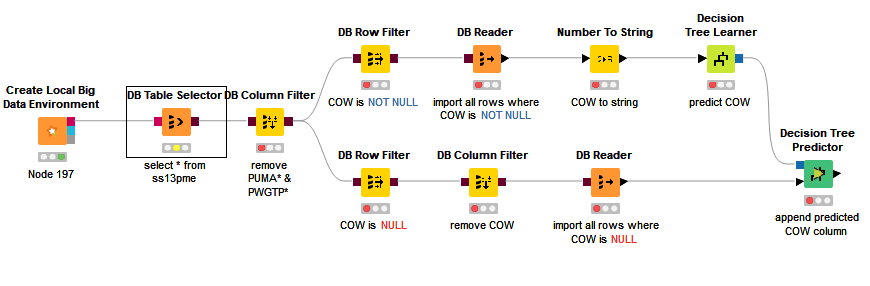 DB Row Filter
DB Reader
Number To String
Decision
Tree Learner
COW is NOT NULL
import all rows where
COW is NOT NULL
COW to string
predict COW
Create Local Big
Data Environment
DB Table Selector
DB Column Filter
Node 197
select * from
ss13pme
remove
PUMA* &
PWGTP*
DB Row Filter
DB Column Filter
DB Reader
Decision Tree
Predictor
COW is NULL
remove COW
import all rows where
COW is NULL
append predicted
COW column